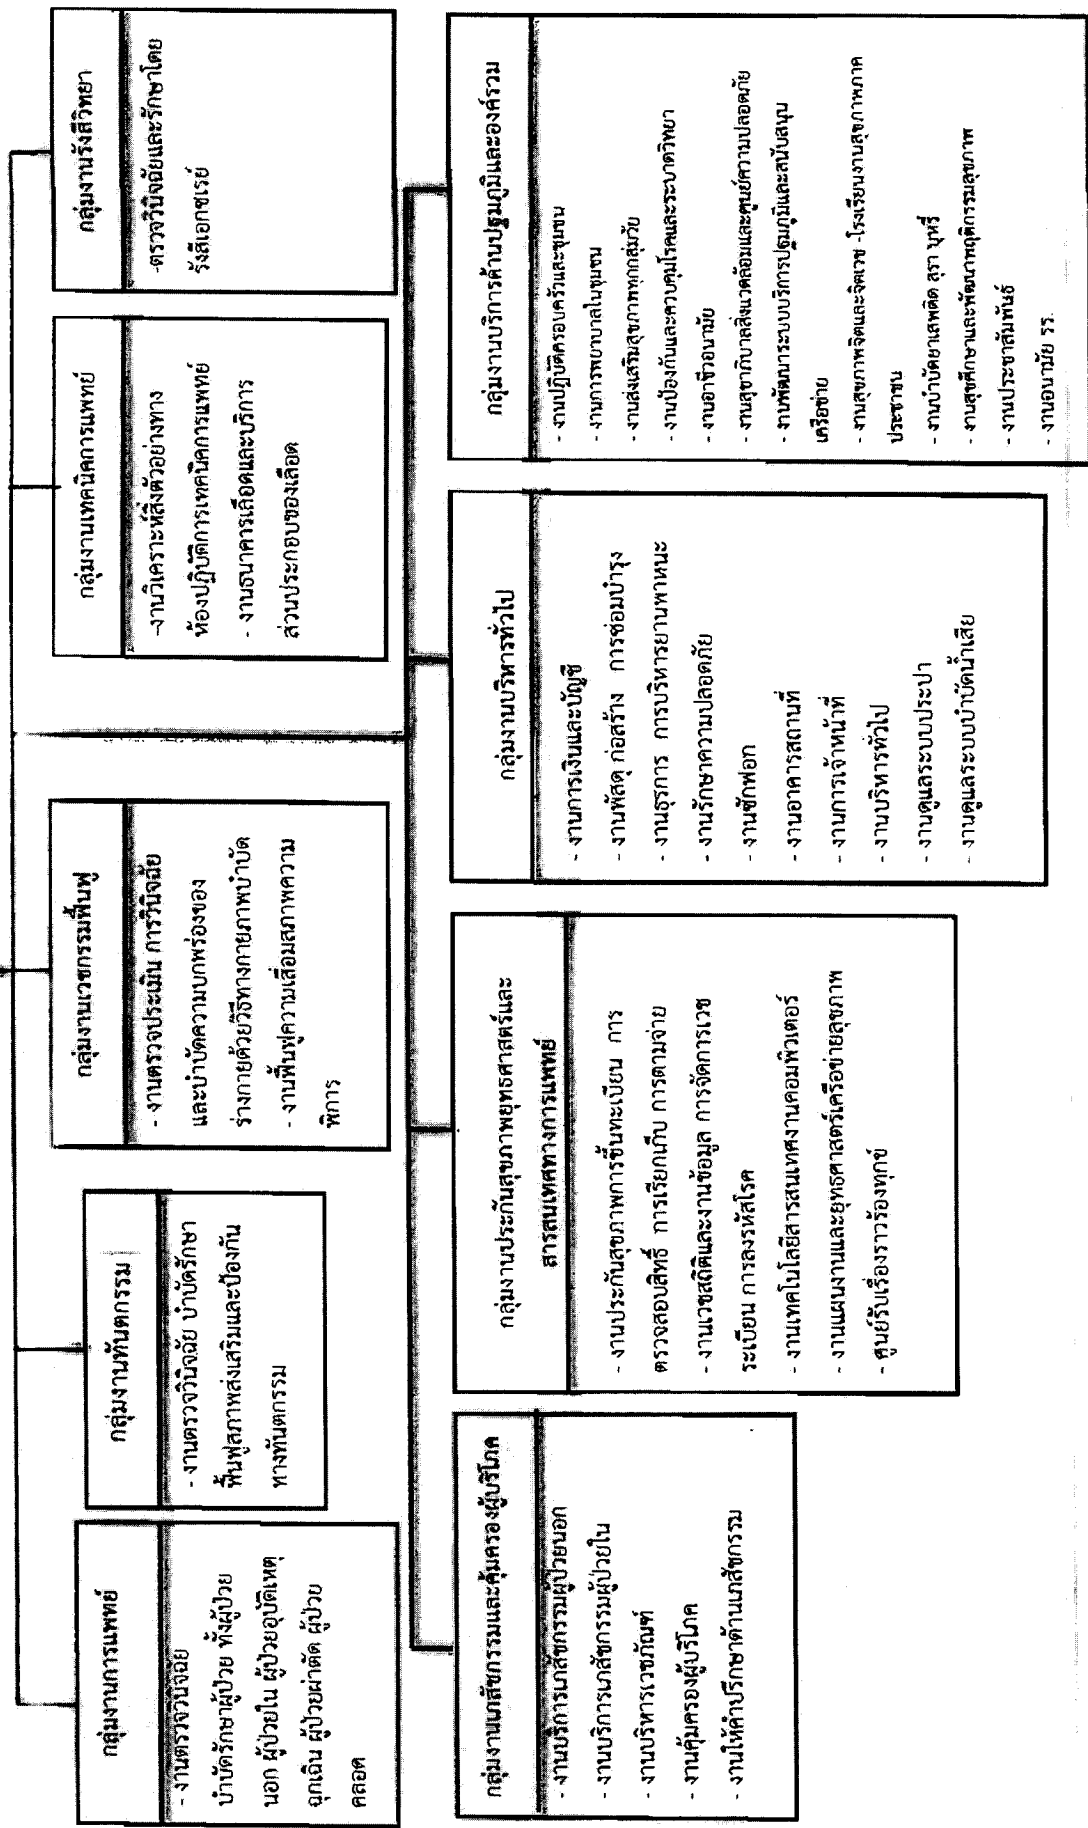 กลุ่มงานการแพทย์
- งานตรวจวินจฉย
บำบัดรักษาผู้ป่วย ทั้งผู้ป่วย
นอก ผู้ป่วยใน ผู้ป่วยอุบัติเหตุ
ฉุกเฉิน ผู้ป่วยผ่าตัด ผู้ป่วย
คลอด
กลุ่มงานทันตกรรม
- งานตรวจวินิจฉัย บำบัดรักษา
ฟื้นฟูสภาพส่งเสริมและป้องกัน
ทางทันตกรรม
กลุ่มงานเวชกรรมฟื้นฟู
- งานตรวจประเมิน การวินิจฉัย
และบำบัดความบกพร่องของ
ร่างกายด้วยวิธีทางกายภาพบำบัด
- งานฟื้นฟูความเสื่อมสภาพความ
พิการ
กลุ่มงานเทคนิคการแพทย์
-งานวิเคราะห์สิ่งตัวอย่างทาง
ห้องปฏิบัติการเทคนิคการแพทย์
- งานธนาคารเลือดและบริการ
ส่วนประกอบของเลือด
กลุ่มงานรังสีวิทยา
-ตรวจวินิจฉัยและรักษาโดย
รังสีเอกซเรย์
กลุ่มงานเภสัชกรรมและคุ้มครองผู้บริโภค
- งานบริการเภสัชกรรมผู้ป่วยนอก
- งานบริการเภสัชกรรมผู้ป่วยใน
- งานบริหารเวชภัณฑ์
- งานคุ้มครองผู้บริโภค
- งานให้คำปรึกษาด้านเภสัชกรรม
กลุ่มงานประกันสุขภาพยุทธศาสตร์และ
สารสนเทศทางการแพทย์
- งานประกันสุขภาพการขึ้นทะเบียน การ
ตรวจสอบสิทธิ์ การเรียกเก็บ การตามจ่าย
- งานเวชสถิติและงานข้อมูล การจัดการเวช
ระเบียน การลงรหัสโรค
- งานเทคโนโลยีสารสนเทศงานคอมพิวเตอร์
- งานแผนงานและยุทธศาสตร์เครือข่ายสุขภาพ
- ศูนย์รับเรื่องราวร้องทุกข์
กลุ่มงานบริหารทั่วไป
- งานการเงินและบัญชี
- งานพัสดุ ก่อสร้าง การซ่อมบำรุง
- งานธุรการ การบริหารยานพาหนะ
- งานรักษาความปลอดภัย
- งานซักฟอก
- งานอาคารสถานที่
- งานการเจ้าหน้าที่
- งานบริหารทั่วไป
- งานดูแลระบบประปา
- งานดูแลระบบบำบัดน้ำเสีย
กลุ่มงานบริการด้านปฐมภูมิและองค์รวม
- งานปฏิบัติครอบครัวและชุมชน
- งานการพยาบาลในชุมชน
- งานส่งเสริมสุขภาพทุกกลุ่มวัย
- งานป้องกันและควบคุมโรคและระบาดวิทยา
- งานอาชีวอนามัย
- งานสุขาภิบาลสิ่งแวดล้อมและศูนย์ความปลอดภัย
- งานพัฒนาระบบบริการปฐมภูมิและสนับสนุน
เครือข่าย
- งานสุขภาพจิตและจิตเวช -โรงเรียนงานสุขภาพภาค
ประชาชน
- งานบำบัดยาเสพติด สุรา บุหรี่
- งานสุขศึกษาและพัฒนาพฤติกรรมสุขภาพ
- งานประชาสัมพันธ์
- งานอนามัย รร.